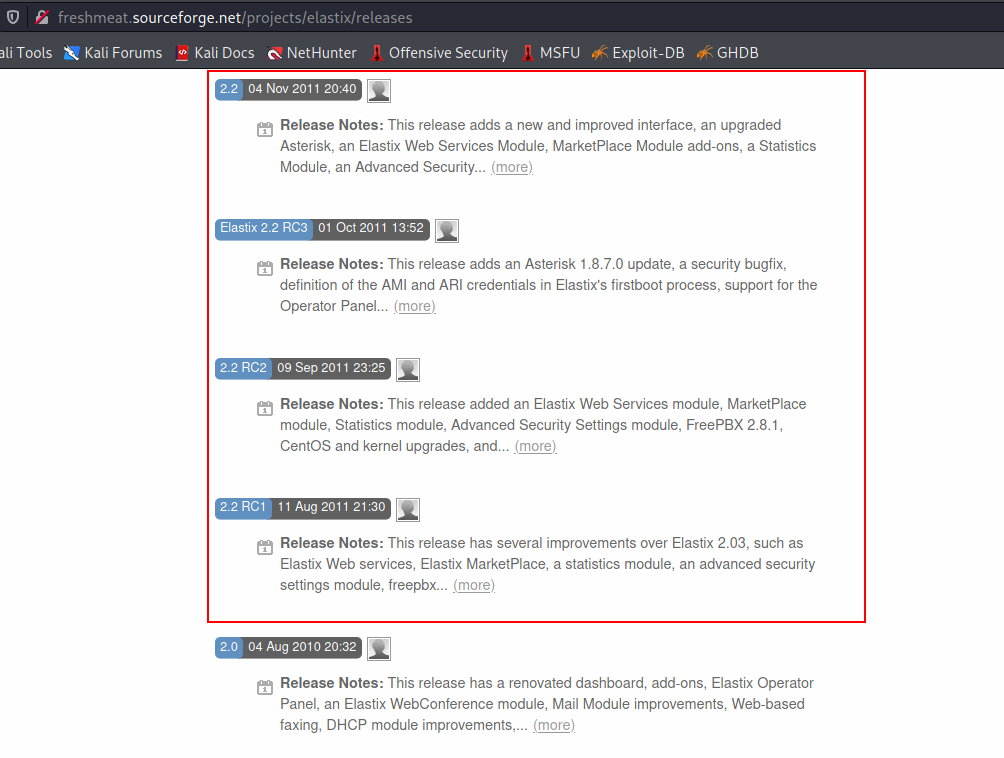 freshmeat.sourceforge.net/projects/elastix/releases
ali Tools Kali Forums Kali Docs NetHunter Offensive Security MSFU Exploit-DB GHDB
2.2 04 Nov 2011 20:40
Release Notes: This release adds a new and improved interface, an upgraded
Asterisk, an Elastix Web Services Module, MarketPlace Module add-ons, a Statistics
Module, an Advanced Security... (more)
Elastix 2.2 RC3 01 Oct 2011 13:52
Release Notes: This release adds an Asterisk 1.8.7.0 update, a security bugfix,
definition of the AMI and ARI credentials in Elastix's firstboot process, support for the
Operator Panel... (more)
2.2 RC2 09 Sep 2011 23:25
Release Notes: This release added an Elastix Web Services module, MarketPlace
module, Statistics module, Advanced Security Settings module, FreePBX 2.8.1,
CentOS and kernel upgrades, and... (more)
2.2 RC1 11 Aug 2011 21:30
Release Notes: This release has several improvements over Elastix 2.03, such as
Elastix Web services, Elastix MarketPlace, a statistics module, an advanced security
settings module, freepbx... (more)
2.0 04 Aug 2010 20:32
Release Notes: This release has a renovated dashboard, add-ons, Elastix Operator
Panel, an Elastix WebConference module, Mail Module improvements, Web-based
faxing, DHCP module improvements,... (more)